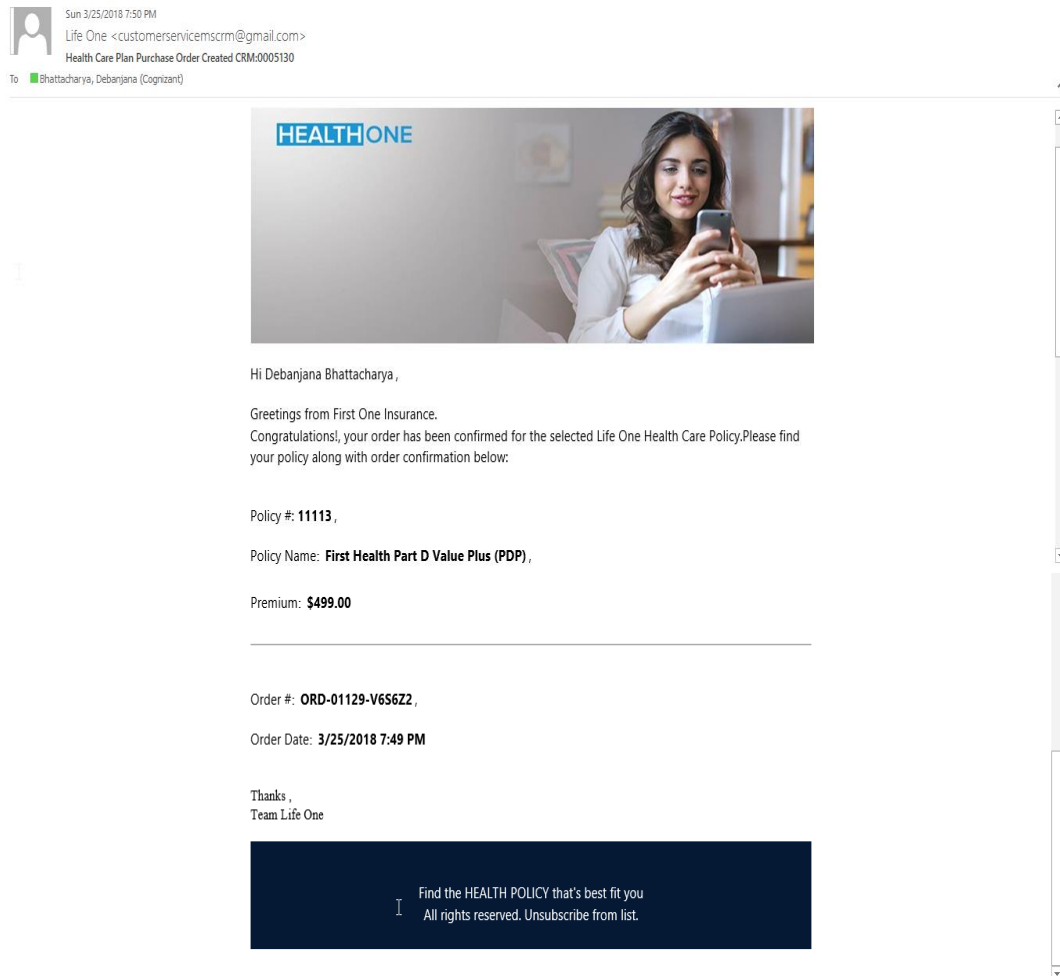 Sun 3/25/2018 7:50 PM
Life One <customerservicemscrm@gmail.com>
Health Care Plan Purchase Order Created CRM:0005130
To Bhattacharya, Debanjana (Cognizant)
HEALTHONE
Hi Debanjana Bhattacharya ,
Greetings from First One Insurance.
Congratulations!, your order has been confirmed for the selected Life One Health Care Policy.Please find
your policy along with order confirmation below:
Policy #: 11113 ,
Policy Name: First Health Part D Value Plus (PDP) ,
Premium: $499.00
Order #: ORD-01129-V6S6Z2 ,
Order Date: 3/25/2018 7:49 PM
Thanks ,
Team Life One
Find the HEALTH POLICY that's best fit you
All rights reserved. Unsubscribe from list.